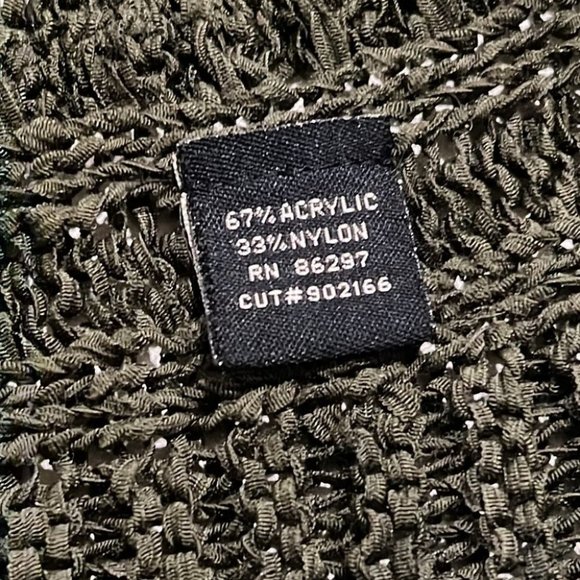 67% ACRYLIC
33% NYLON
RN 86297
CUT#902166